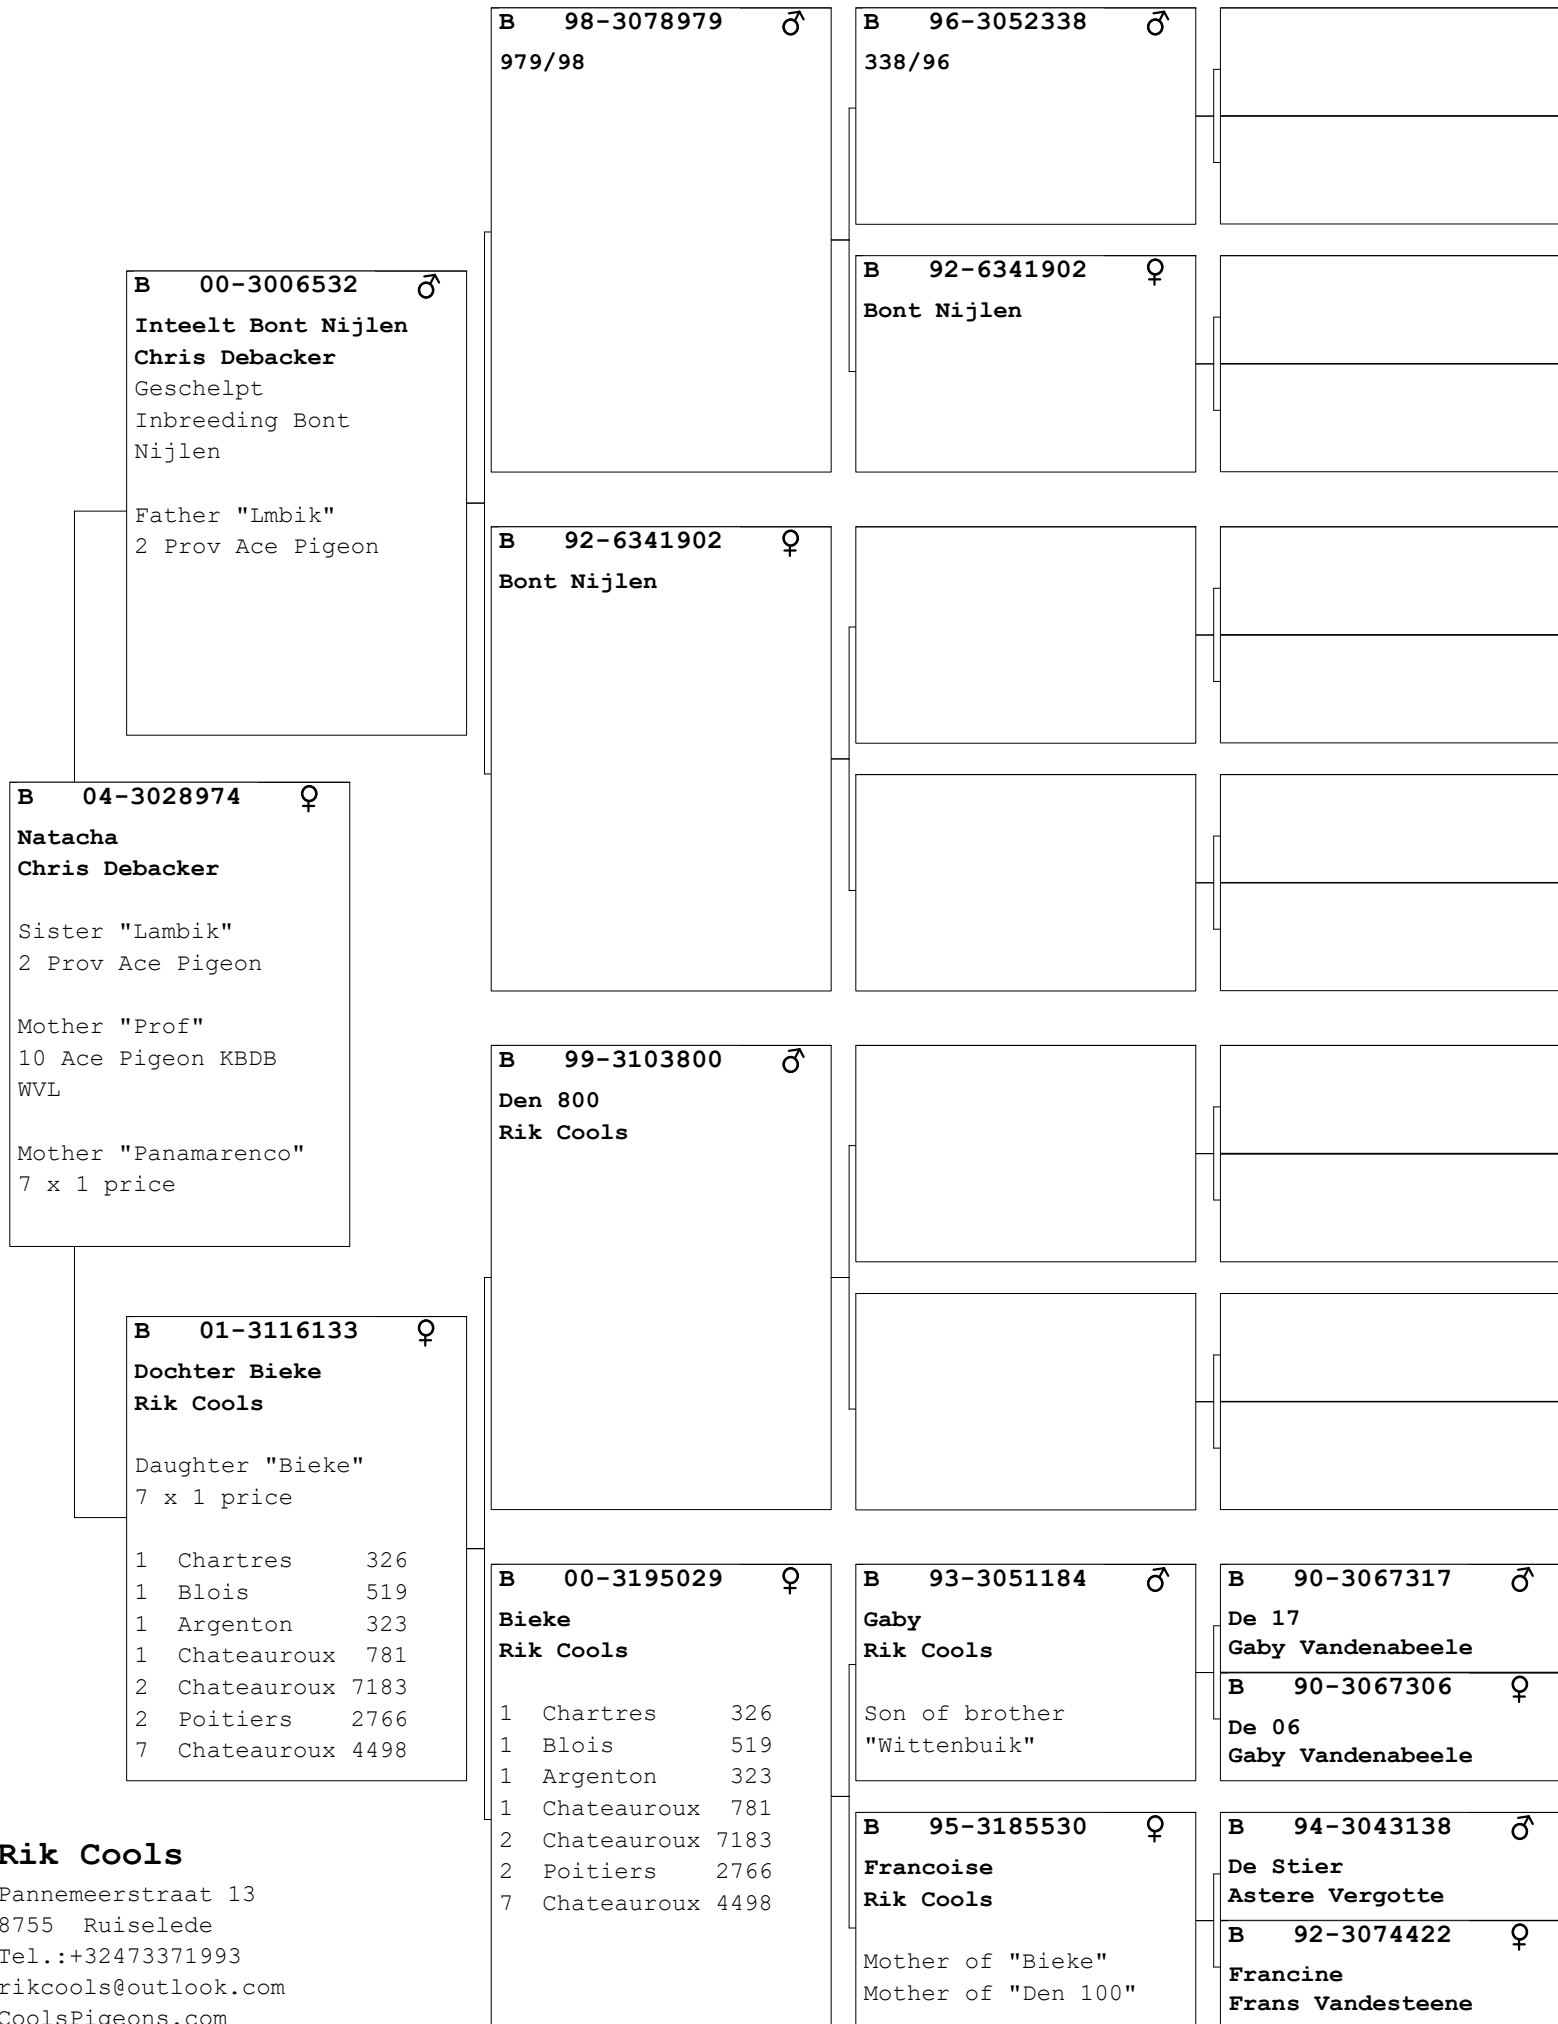 B 98-3078979 ♂
979/98
B 96-3052338 ♂
338/96
B 92-6341902 ♀
Bont Nijlen
B 00-3006532 ♂
Inteelt Bont Nijlen
Chris Debacker
Geschelpt
Inbreeding Bont
Nijlen
Father "Lmbik"
2 Prov Ace Pigeon
B 92-6341902 ♀
Bont Nijlen
B 04-3028974 ♀
Natacha
Chris Debacker
Sister "Lambik"
2 Prov Ace Pigeon
Mother "Prof"
10 Ace Pigeon KBDB
WVL
Mother "Panamarenco"
7 x 1 price
B 99-3103800 ♂
Den 800
Rik Cools
B 01-3116133 ♀
Dochter Bieke
Rik Cools
Daughter "Bieke"
7 x 1 price
1 Chartres 326
1 Blois 519
1 Argenton 323
1 Chateauroux 781
2 Chateauroux 7183
2 Poitiers 2766
7 Chateauroux 4498
B 00-3195029 ♀
Bieke
Rik Cools
1 Chartres 326
1 Blois 519
1 Argenton 323
1 Chateauroux 781
2 Chateauroux 7183
2 Poitiers 2766
7 Chateauroux 4498
B 93-3051184 ♂
Gaby
Rik Cools
Son of brother
"Wittenbuik"
B 90-3067317 ♂
De 17
Gaby Vandenabeele
B 90-3067306 ♀
De 06
Gaby Vandenabeele
B 95-3185530 ♀
Francoise
Rik Cools
Mother of "Bieke"
Mother of "Den 100"
B 94-3043138 ♂
De Stier
Astere Vergotte
B 92-3074422 ♀
Francine
Frans Vandesteene
Rik Cools
Pannemeerstraat 13
8755 Ruiselede
Tel.:+32473371993
rikcools@outlook.com
CoolsPigeons.com